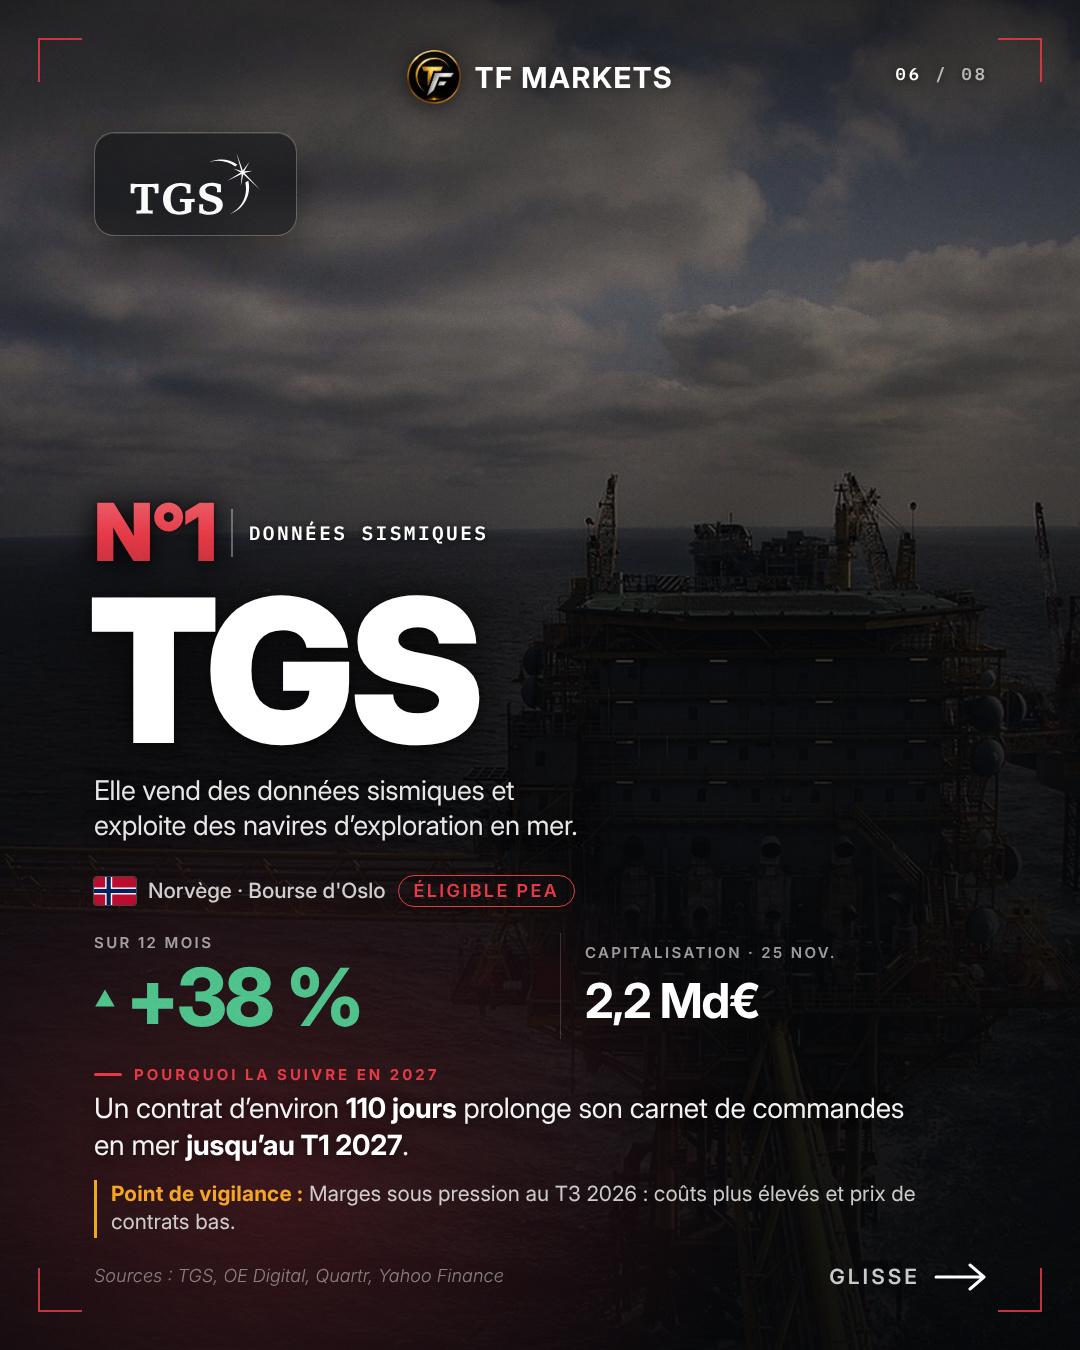 TF MARKETS
06 / 08
TGS
N°1
DONNÉES SISMIQUES
TGS
Elle vend des données sismiques et
exploite des navires d’exploration en mer.
Norvège · Bourse d'Oslo
ÉLIGIBLE PEA
SUR 12 MOIS
▲ +38 %
CAPITALISATION · 25 NOV.
2,2 Md€
POURQUOI LA SUIVRE EN 2027
Un contrat d’environ 110 jours prolonge son carnet de commandes
en mer jusqu’au T1 2027.
Point de vigilance : Marges sous pression au T3 2026 : coûts plus élevés et prix de
contrats bas.
Sources : TGS, OE Digital, Quartr, Yahoo Finance
GLISSE →